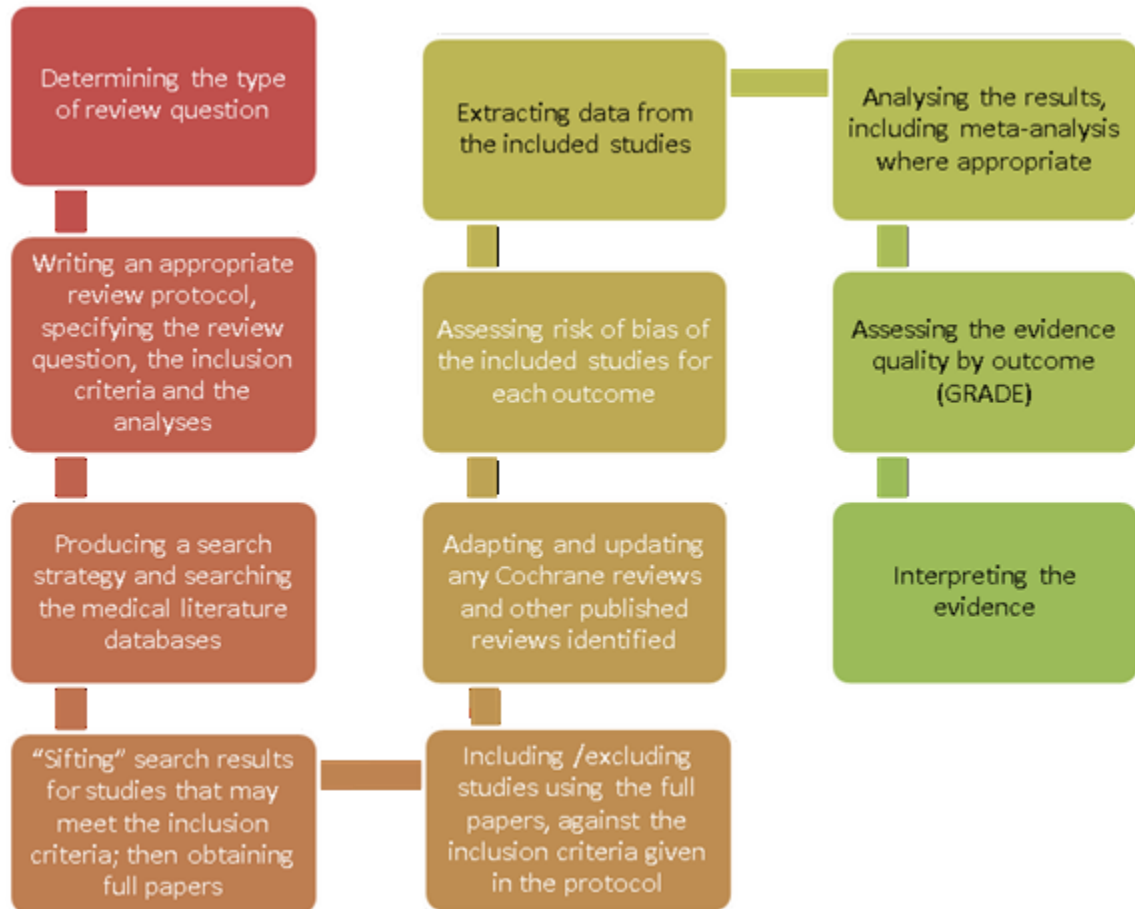 Determining the type
of review question
Writing an appropriate
review protocol,
specifying the review
question, the inclusion
criteria and the
analyses
Producing a search
strategy and searching
the medical literature
databases
“Sifting” search results
for studies that may
meet the inclusion
criteria; then obtaining
full papers
Including /excluding
studies using the full
papers, against the
inclusion criteria given
in the protocol
Adapting and updating
any Cochrane reviews
and other published
reviews identified
Assessing risk of bias of
the included studies for
each outcome
Extracting data from
the included studies
Analysing the results,
including meta-analysis
where appropriate
Assessing the evidence
quality by outcome
(GRADE)
Interpreting the
evidence